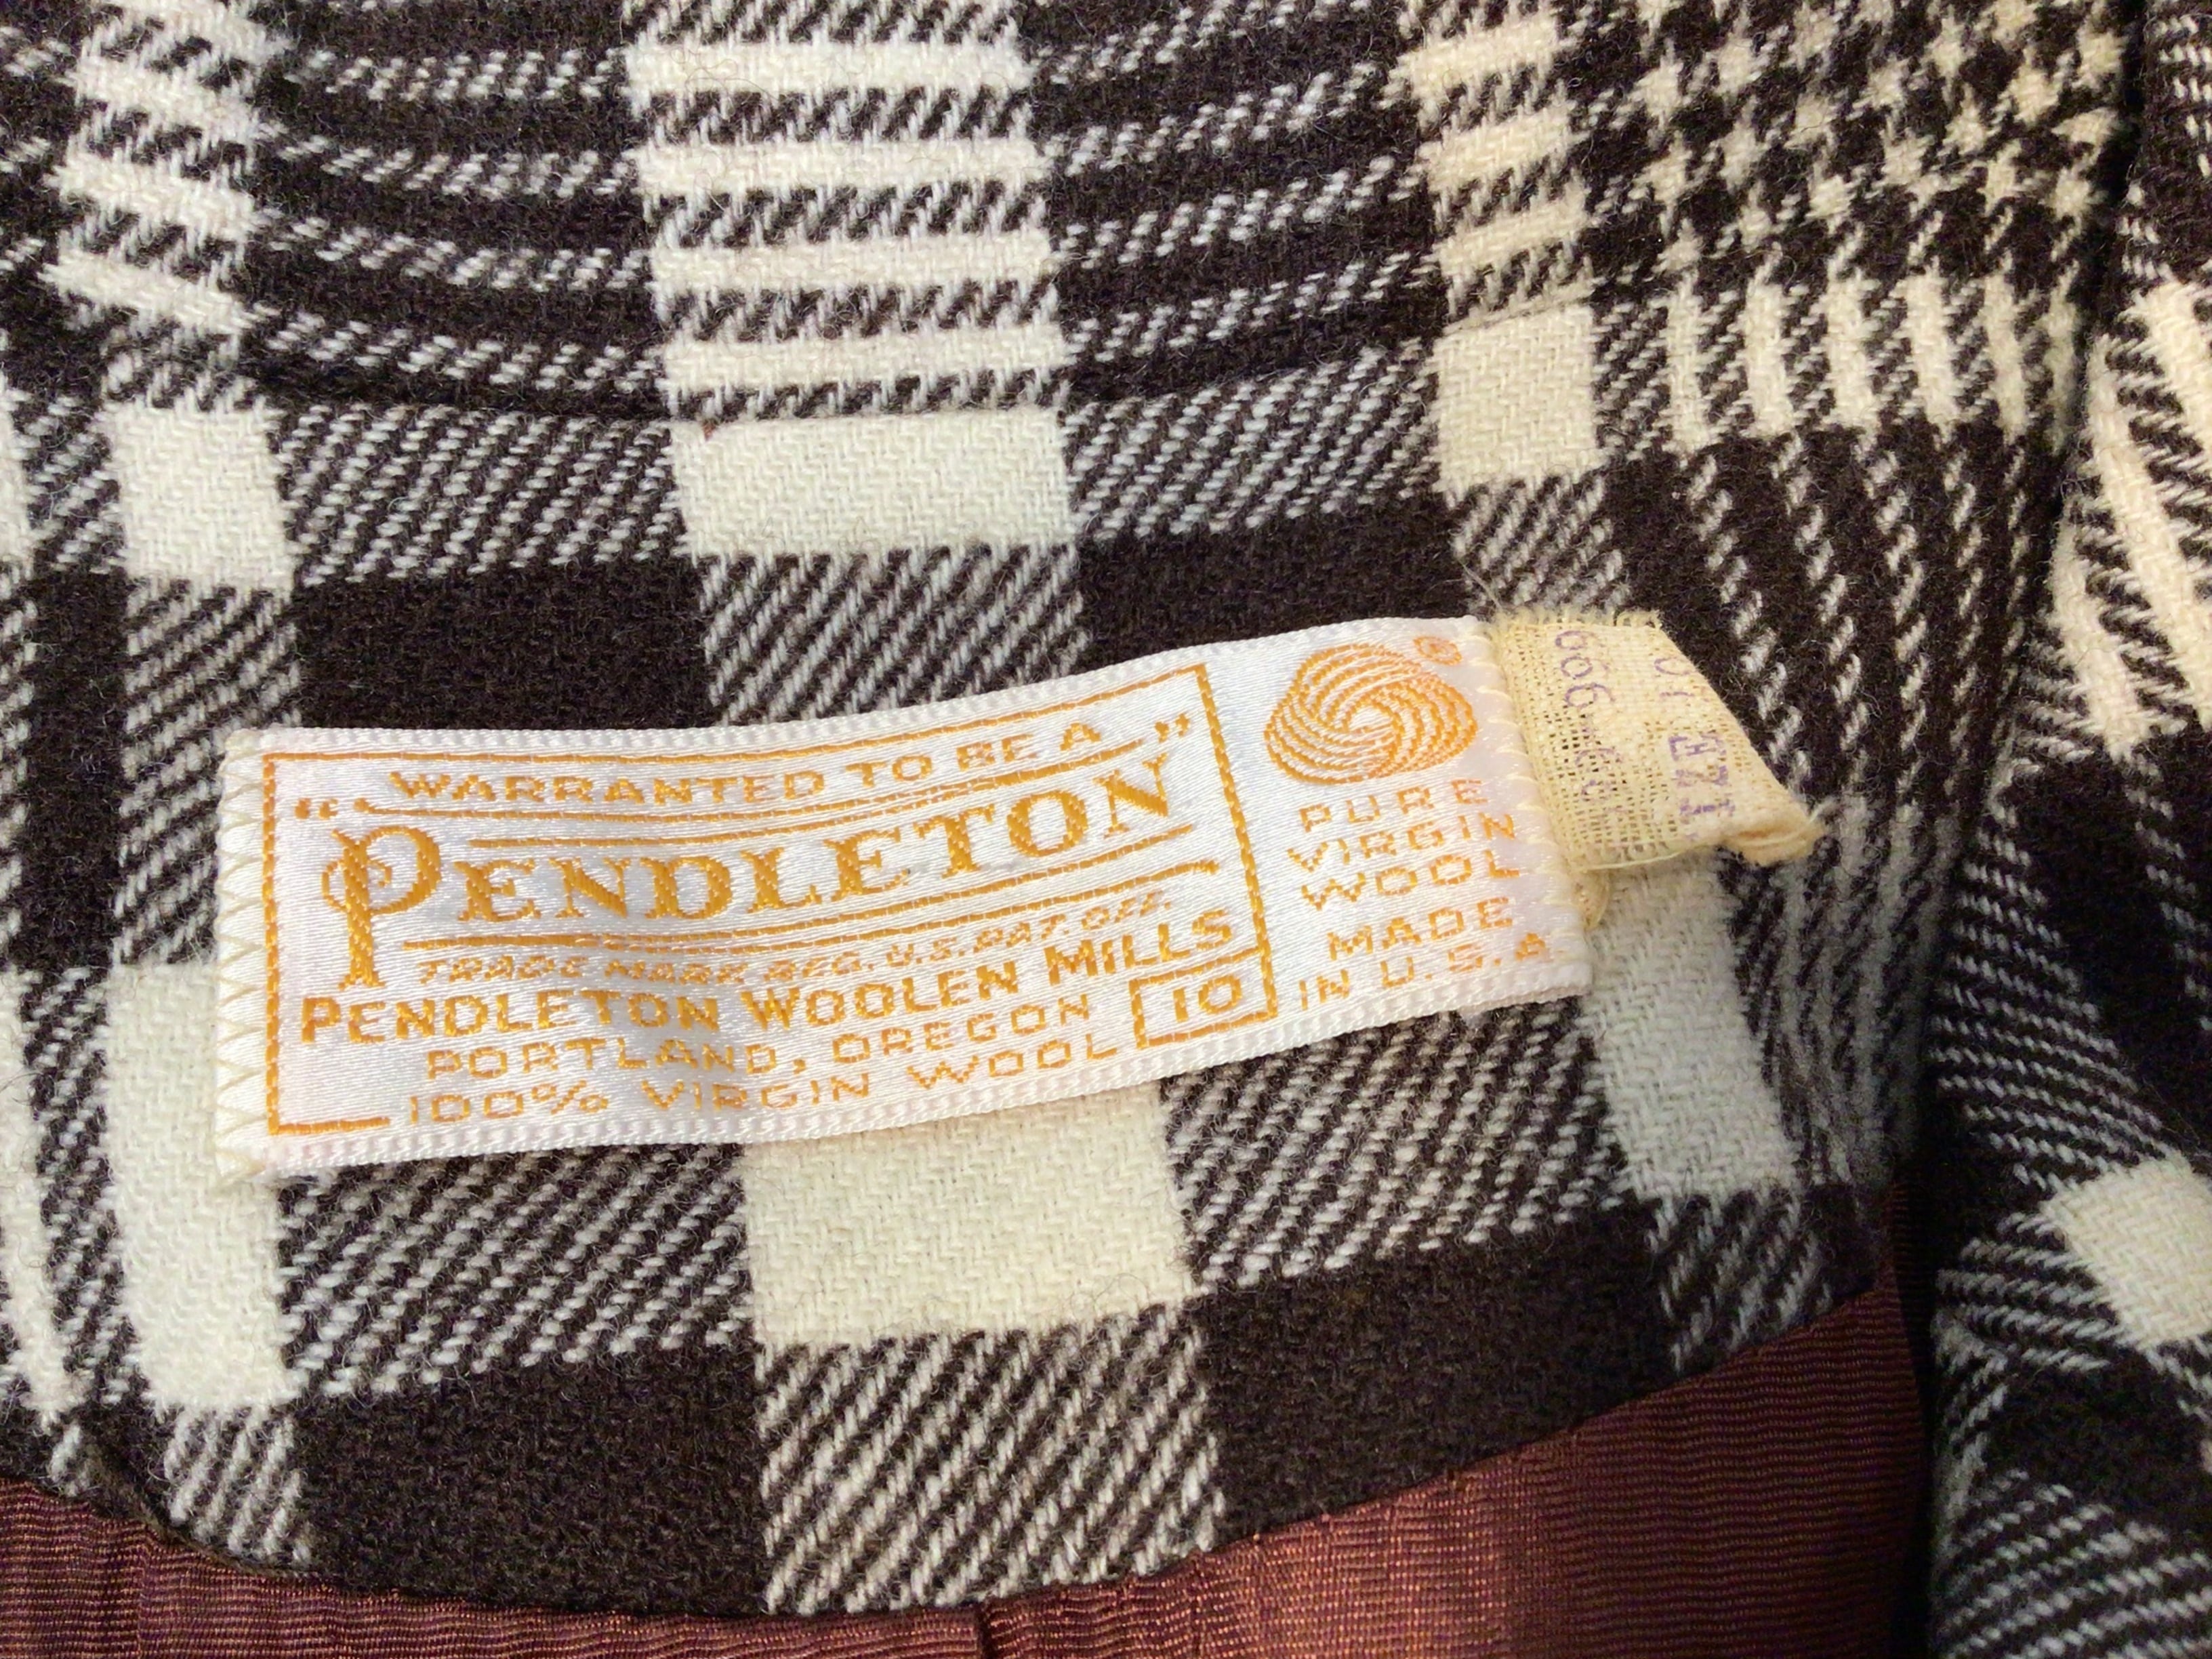 WARRANTED TO BE A
"PENDLETON"
TRADE MARK REG. U.S. PAT. OFF.
PENDLETON WOOLEN MILLS
PORTLAND, OREGON
100% VIRGIN WOOL
10
®
PURE
VIRGIN
WOOL
MADE
IN U.S.A.